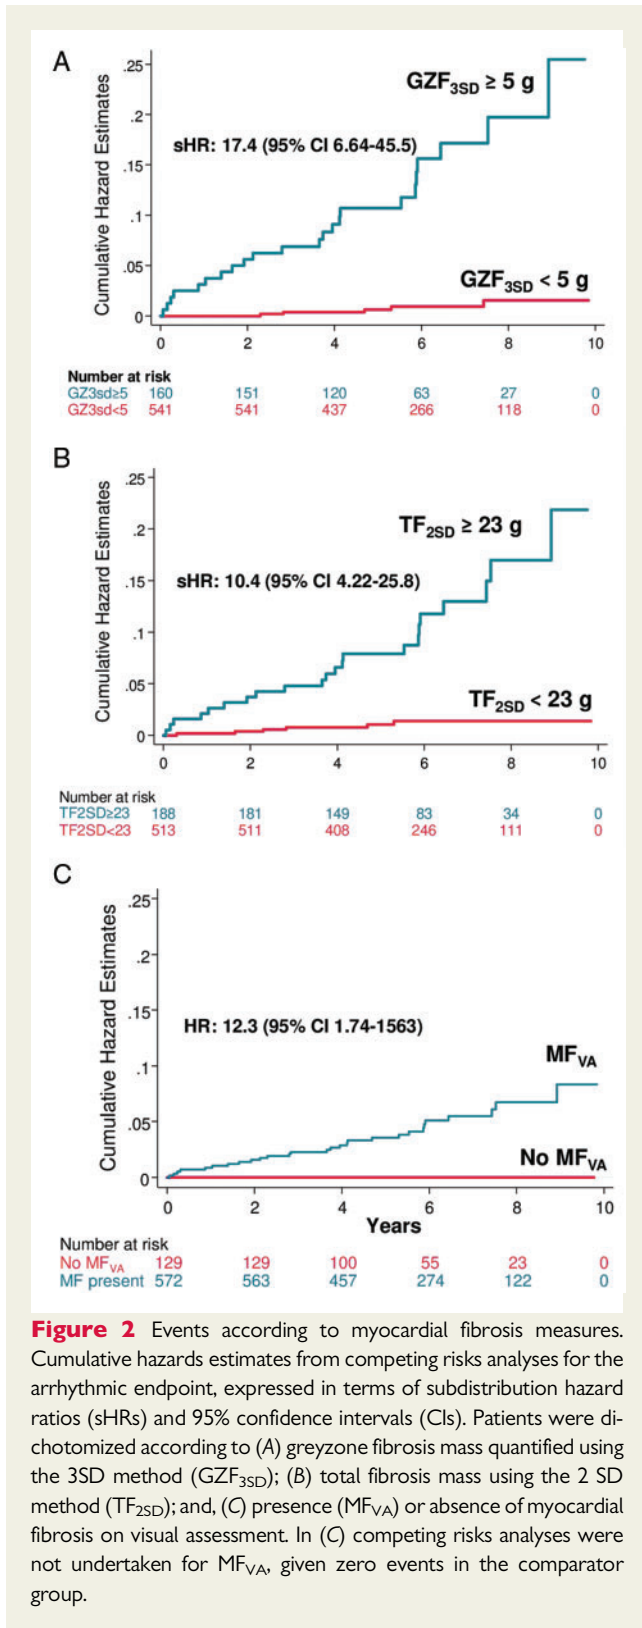 A
Cumulative Hazard Estimates
.25
.2
.15
.1
.05
0
GZF3SD ≥ 5 g
sHR: 17.4 (95% CI 6.64-45.5)
GZF3SD < 5 g
0 2 4 6 8 10
Number at risk
GZ3sd≥5 160 151 120 63 27 0
GZ3sd<5 541 541 437 266 118 0
B
Cumulative Hazard Estimates
.25
.2
.15
.1
.05
0
TF2SD ≥ 23 g
sHR: 10.4 (95% CI 4.22-25.8)
TF2SD < 23 g
0 2 4 6 8 10
Number at risk
TF2SD≥23 188 181 149 83 34 0
TF2SD<23 513 511 408 246 111 0
C
Cumulative Hazard Estimates
.25
.2
.15
.1
.05
0
HR: 12.3 (95% CI 1.74-1563)
MFVA
No MFVA
0 2 4 6 8 10
Years
Number at risk
No MFVA 129 129 100 55 23 0
MF present 572 563 457 274 122 0
Figure 2 Events according to myocardial fibrosis measures.
Cumulative hazards estimates from competing risks analyses for the
arrhythmic endpoint, expressed in terms of subdistribution hazard
ratios (sHRs) and 95% confidence intervals (CIs). Patients were di-
chotomized according to (A) greyzone fibrosis mass quantified using
the 3SD method (GZF3SD); (B) total fibrosis mass using the 2 SD
method (TF2SD); and, (C) presence (MFVA) or absence of myocardial
fibrosis on visual assessment. In (C) competing risks analyses were
not undertaken for MFVA, given zero events in the comparator
group.